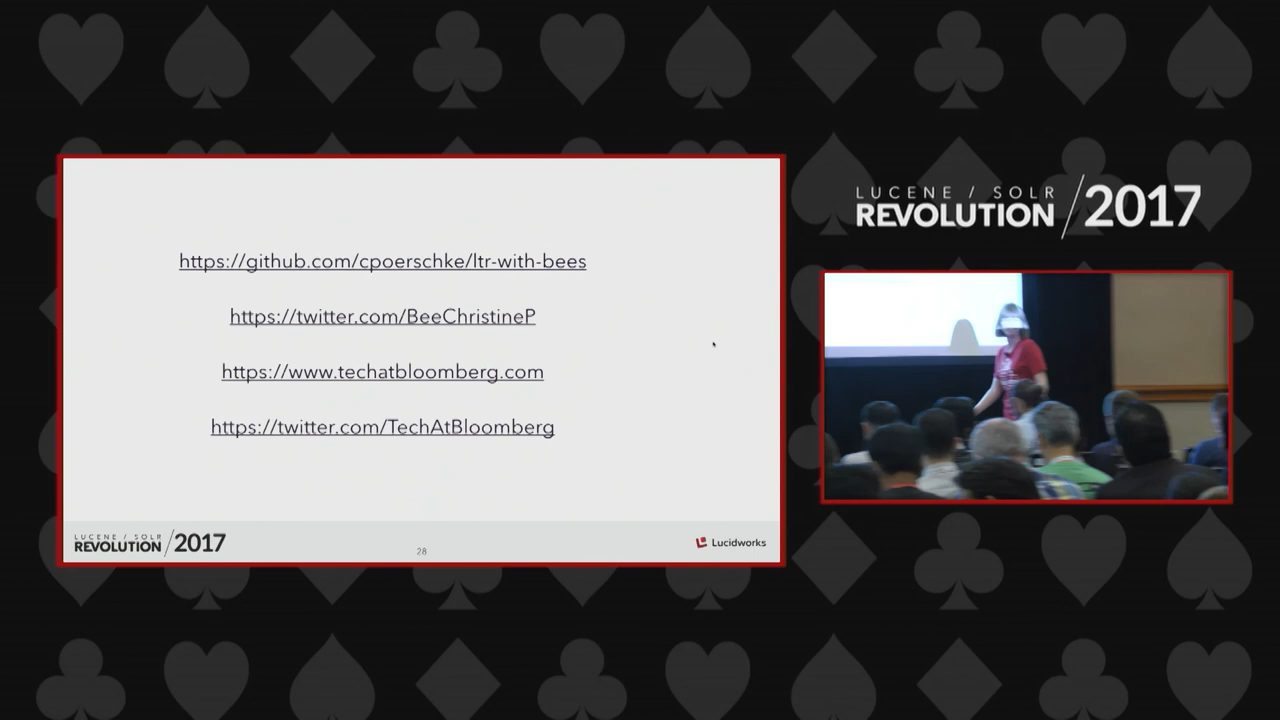 https://github.com/cpoerschke/ltr-with-bees
https://twitter.com/BeeChristineP
https://www.techatbloomberg.com
https://twitter.com/TechAtBloomberg
LUCENE / SOLR
REVOLUTION / 2017
28
Lucidworks
LUCENE / SOLR
REVOLUTION / 2017